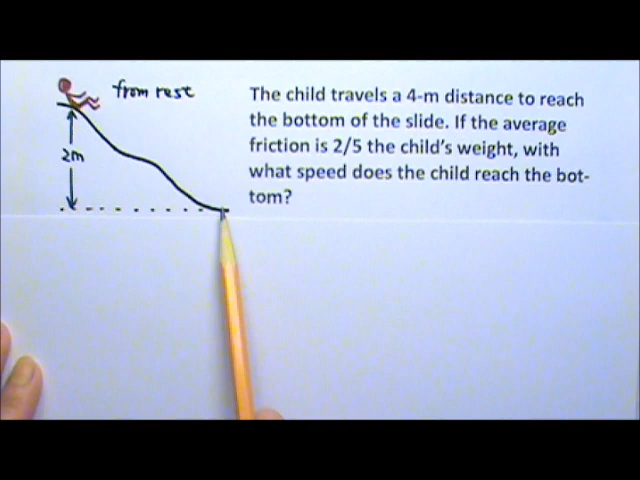 from rest
2m
The child travels a 4-m distance to reach
the bottom of the slide. If the average
friction is 2/5 the child's weight, with
what speed does the child reach the bot-
tom?